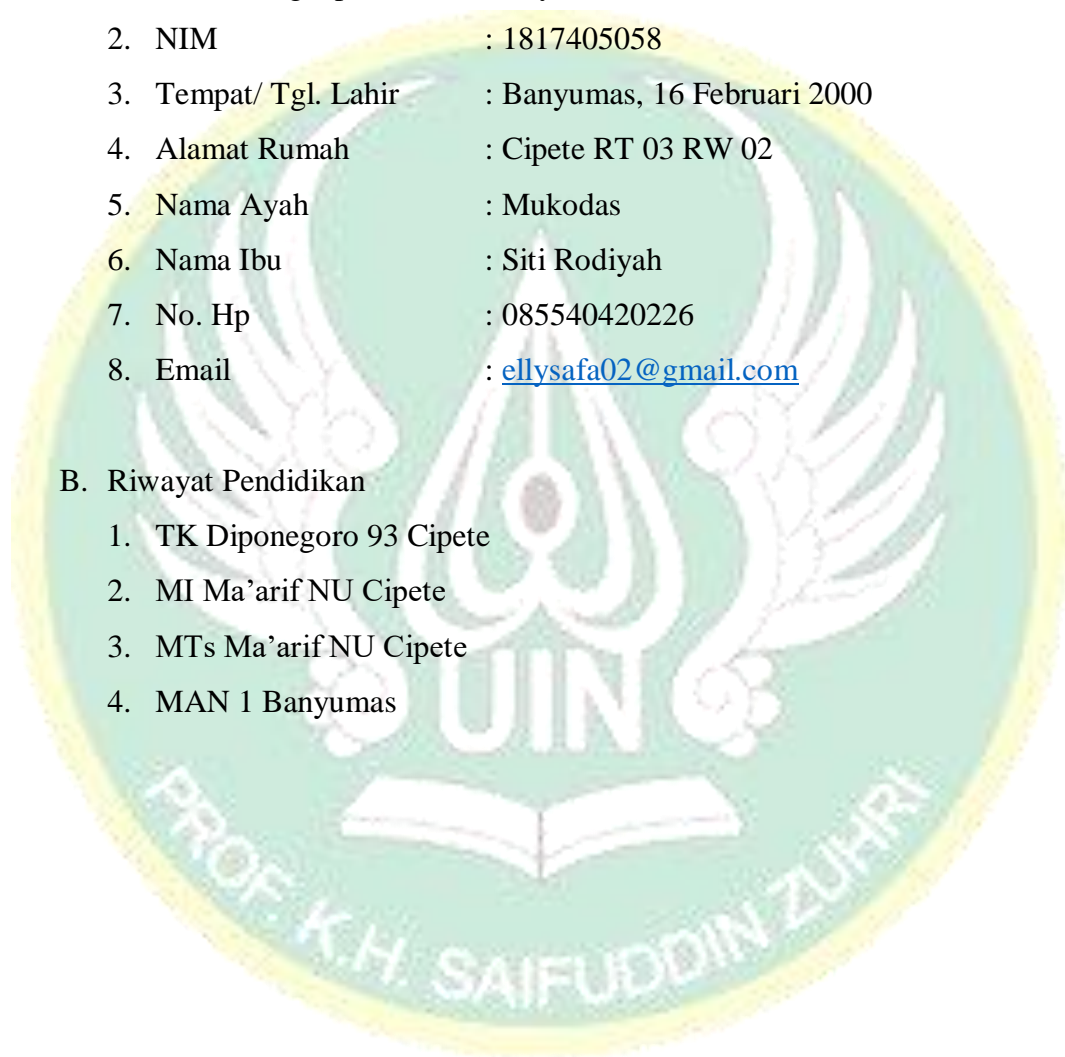 2. NIM : 1817405058
3. Tempat/ Tgl. Lahir : Banyumas, 16 Februari 2000
4. Alamat Rumah : Cipete RT 03 RW 02
5. Nama Ayah : Mukodas
6. Nama Ibu : Siti Rodiyah
7. No. Hp : 085540420226
8. Email : ellysafa02@gmail.com
B. Riwayat Pendidikan
1. TK Diponegoro 93 Cipete
2. MI Ma’arif NU Cipete
3. MTs Ma’arif NU Cipete
4. MAN 1 Banyumas
UIN
PROF. K.H. SAIFUDDIN ZUHRI